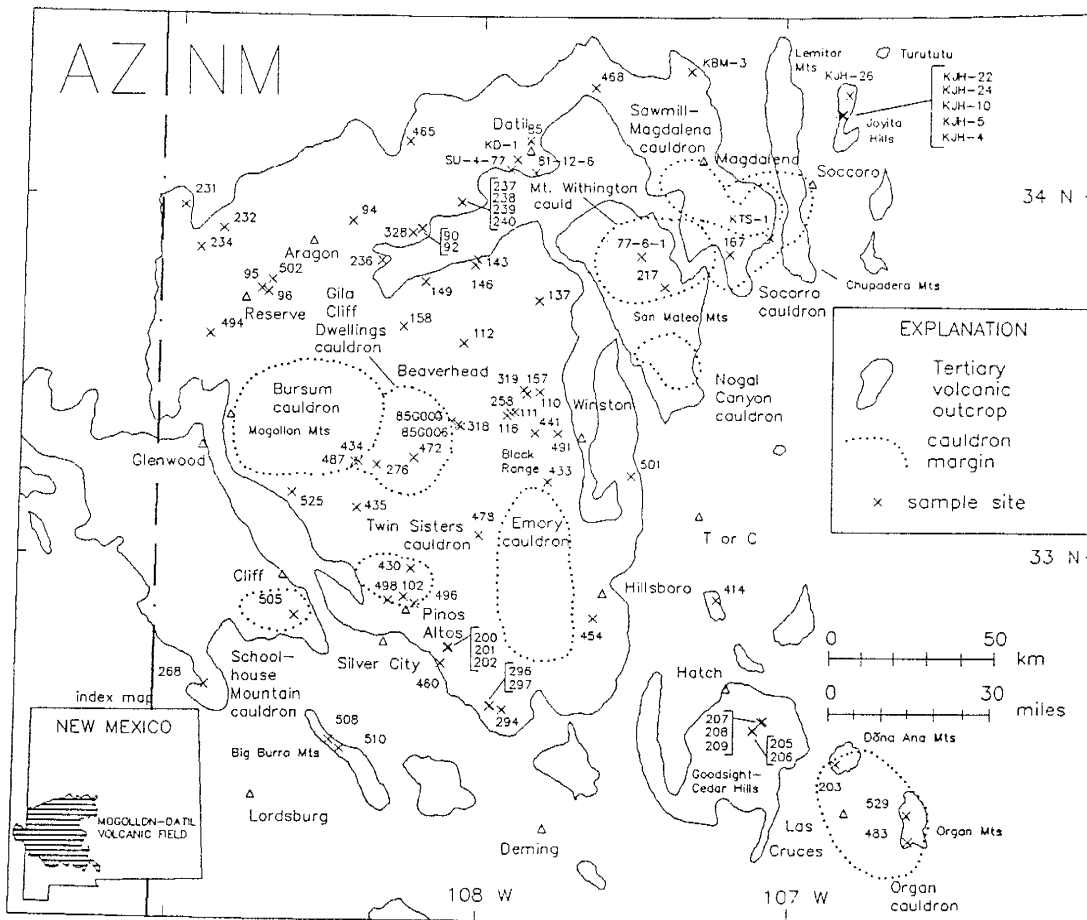 AZ NM
Lemitar
Mts
Turututu
KBM-3
KJH-26
KJH-22
KJH-24
KJH-10
KJH-5
KJH-4
468
Sawmill-
Magdalena
cauldron
Joyita
Hills
465
Datil
85
KD-1
SU-4-77
81-12-6
Magdalena
Soccoro
231
237
238
239
240
Mt. Withington
cauld
34 N
232
94
KTS-1
234
328
90
92
77-6-1
167
Aragon
236
143
217
95
502
146
Chupadera Mts
96
149
137
Socorro
cauldron
Reserve
Gila
Cliff
Dwellings
cauldron
San Mateo Mts
494
158
112
EXPLANATION
Tertiary
volcanic
outcrop
cauldron
margin
sample site
Beaverhead
Nogal
Canyon
cauldron
Bursum
cauldron
319
157
258
110
111
Winston
85G003
85G006
318
116
441
Mogollon Mts
491
Glenwood
434
487
472
Black
Range
276
433
501
525
435
Twin Sisters
cauldron
473
Emory
cauldron
T or C
33 N
430
Cliff
498
102
496
Hillsboro
414
505
Pinos
Altos
454
0
50
km
School-
house
Mountain
cauldron
Silver City
200
201
202
268
460
296
297
Hatch
0
30
miles
index map
294
NEW MEXICO
508
207
208
209
205
206
Dona Ana Mts
Big Burro Mts
510
Goodsight-
Cedar Hills
203
529
MOGOLLON-DATIL
VOLCANIC FIELD
Lordsburg
Las
Cruces
483
Organ Mts
Deming
Organ
cauldron
108 W
107 W